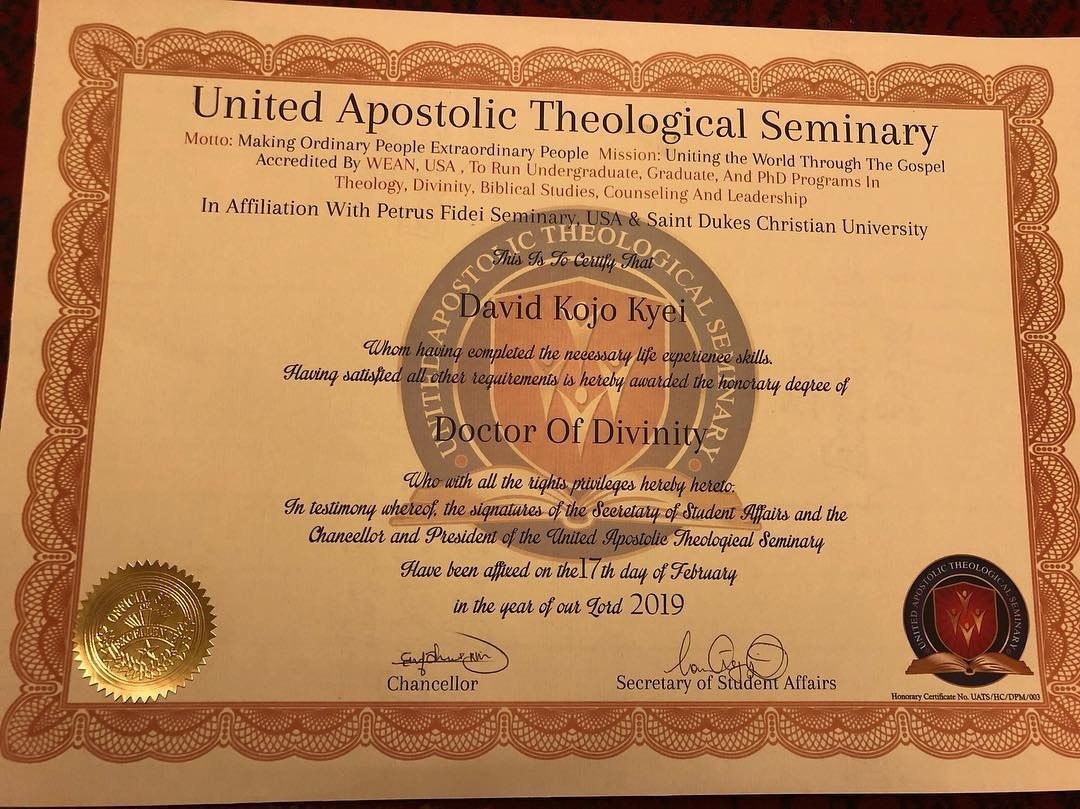 United Apostolic Theological Seminary
Motto: Making Ordinary People Extraordinary People Mission: Uniting the World Through The Gospel
Accredited By WEAN, USA , To Run Undergraduate, Graduate, And PhD Programs In
Theology, Divinity, Biblical Studies, Counseling And Leadership
In Affiliation With Petrus Fidei Seminary, USA & Saint Dukes Christian University
UNITED APOSTOLIC THEOLOGICAL SEMINARY
This Is To Certify That
David Kojo Kyei
Whom having completed the necessary life experience skills.
Having satisfied all other requirements is hereby awarded the honorary degree of
Doctor Of Divinity
Who with all the rights privileges hereby hereto.
In testimony whereof, the signatures of the Secretary of Student Affairs and the
Chancellor and President of the United Apostolic Theological Seminary
Have been affixed on the 17th day of February
in the year of our Lord 2019
OFFICIAL
EXCELLENCE
Chancellor
Secretary of Student Affairs
UNITED APOSTOLIC THEOLOGICAL SEMINARY
Honorary Certificate No. UATS/HC/DPM/003